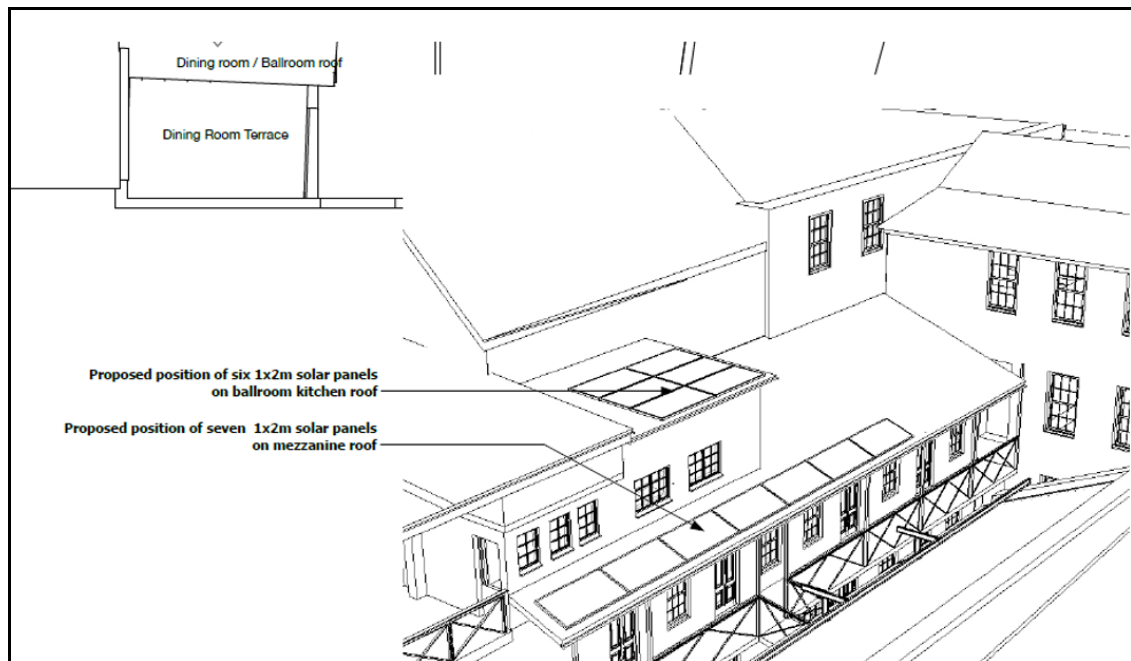 Dining room / Ballroom roof
Dining Room Terrace
Proposed position of six 1x2m solar panels
on ballroom kitchen roof
Proposed position of seven  1x2m solar panels
on mezzanine roof